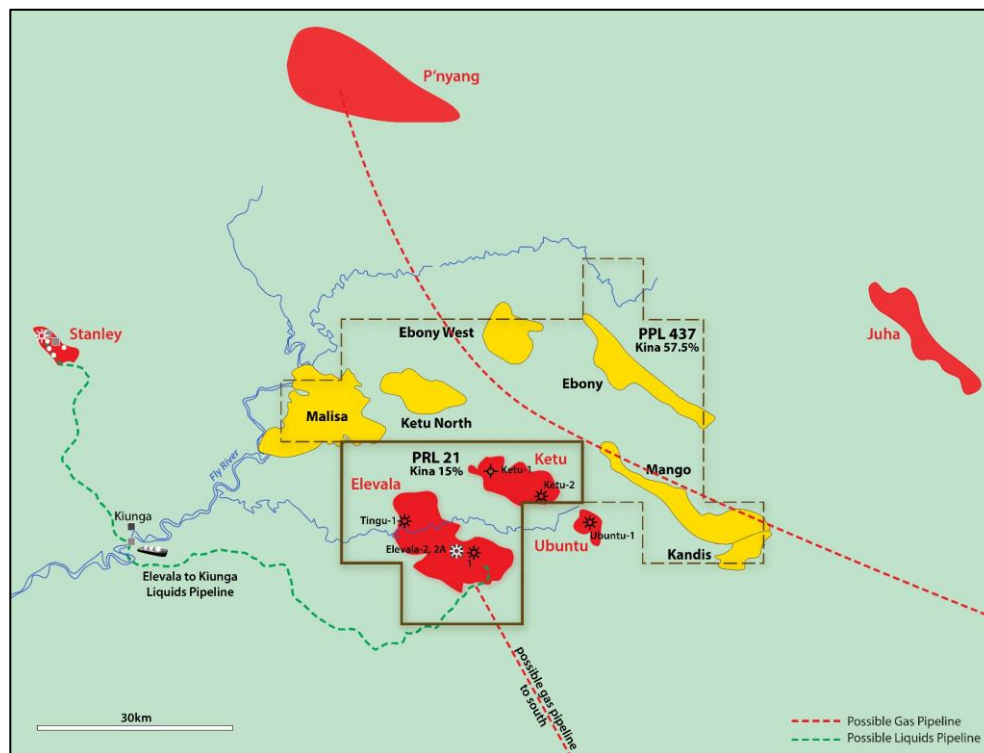 P'nyang
Stanley
Ebony West
PPL 437
Kina 57.5%
Juha
Ebony
Malisa
Ketu North
Fly River
PRL 21
Kina 15%
Ketu
Mango
Ketu-1
Elevala
Ketu-2
Kiunga
Tingu-1
Ubuntu-1
Elevala-2, 2A
1
Ubuntu
Kandis
Elevala to Kiunga
Liquids Pipeline
possible gas pipeline
to south
30km
Possible Gas Pipeline
Possible Liquids Pipeline